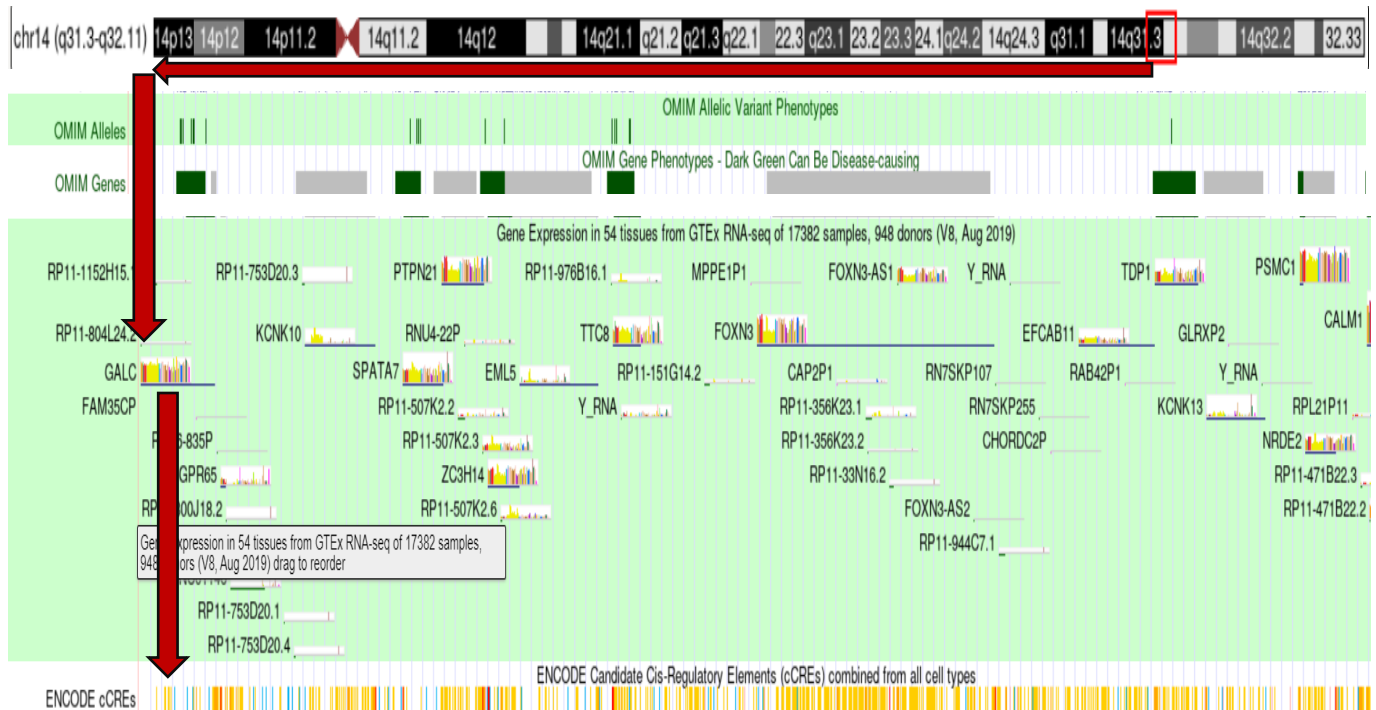 chr14 (q31.3-q32.11) 14p13 14p12 14p11.2 14q11.2 14q12 14q21.1 q21.2 q21.3 q22.1 22.3 q23.1 23.2 23.3 24.1 q24.2 14q24.3 q31.1 14q31.3 14q32.2 32.33
OMIM Allelic Variant Phenotypes
OMIM Alleles
OMIM Gene Phenotypes - Dark Green Can Be Disease-causing
OMIM Genes
Gene Expression in 54 tissues from GTEx RNA-seq of 17382 samples, 948 donors (V8, Aug 2019)
RP11-1152H15.1 RP11-753D20.3 PTPN21 RP11-976B16.1 MPPE1P1 FOXN3-AS1 Y_RNA TDP1 PSMC1
RP11-804L24.2 KCNK10 RNU4-22P TTC8 FOXN3 EFCAB11 GLRXP2 CALM1
GALC SPATA7 EML5 RP11-151G14.2 CAP2P1 RN7SKP107 RAB42P1 Y_RNA
FAM35CP RP11-507K2.2 Y_RNA RP11-356K23.1 RN7SKP255 KCNK13 RPL21P11
RP11-507K2.3 RP11-356K23.2 CHORDC2P NRDE2
GPR65 ZC3H14 RP11-33N16.2 RP11-471B22.3
RP11-507K2.6 FOXN3-AS2 RP11-471B22.2
RP11-944C7.1
Gene Expression in 54 tissues from GTEx RNA-seq of 17382 samples,
948 donors (V8, Aug 2019) drag to reorder
RP11-753D20.1
RP11-753D20.4
ENCODE Candidate Cis-Regulatory Elements (cCREs) combined from all cell types
ENCODE cCREs